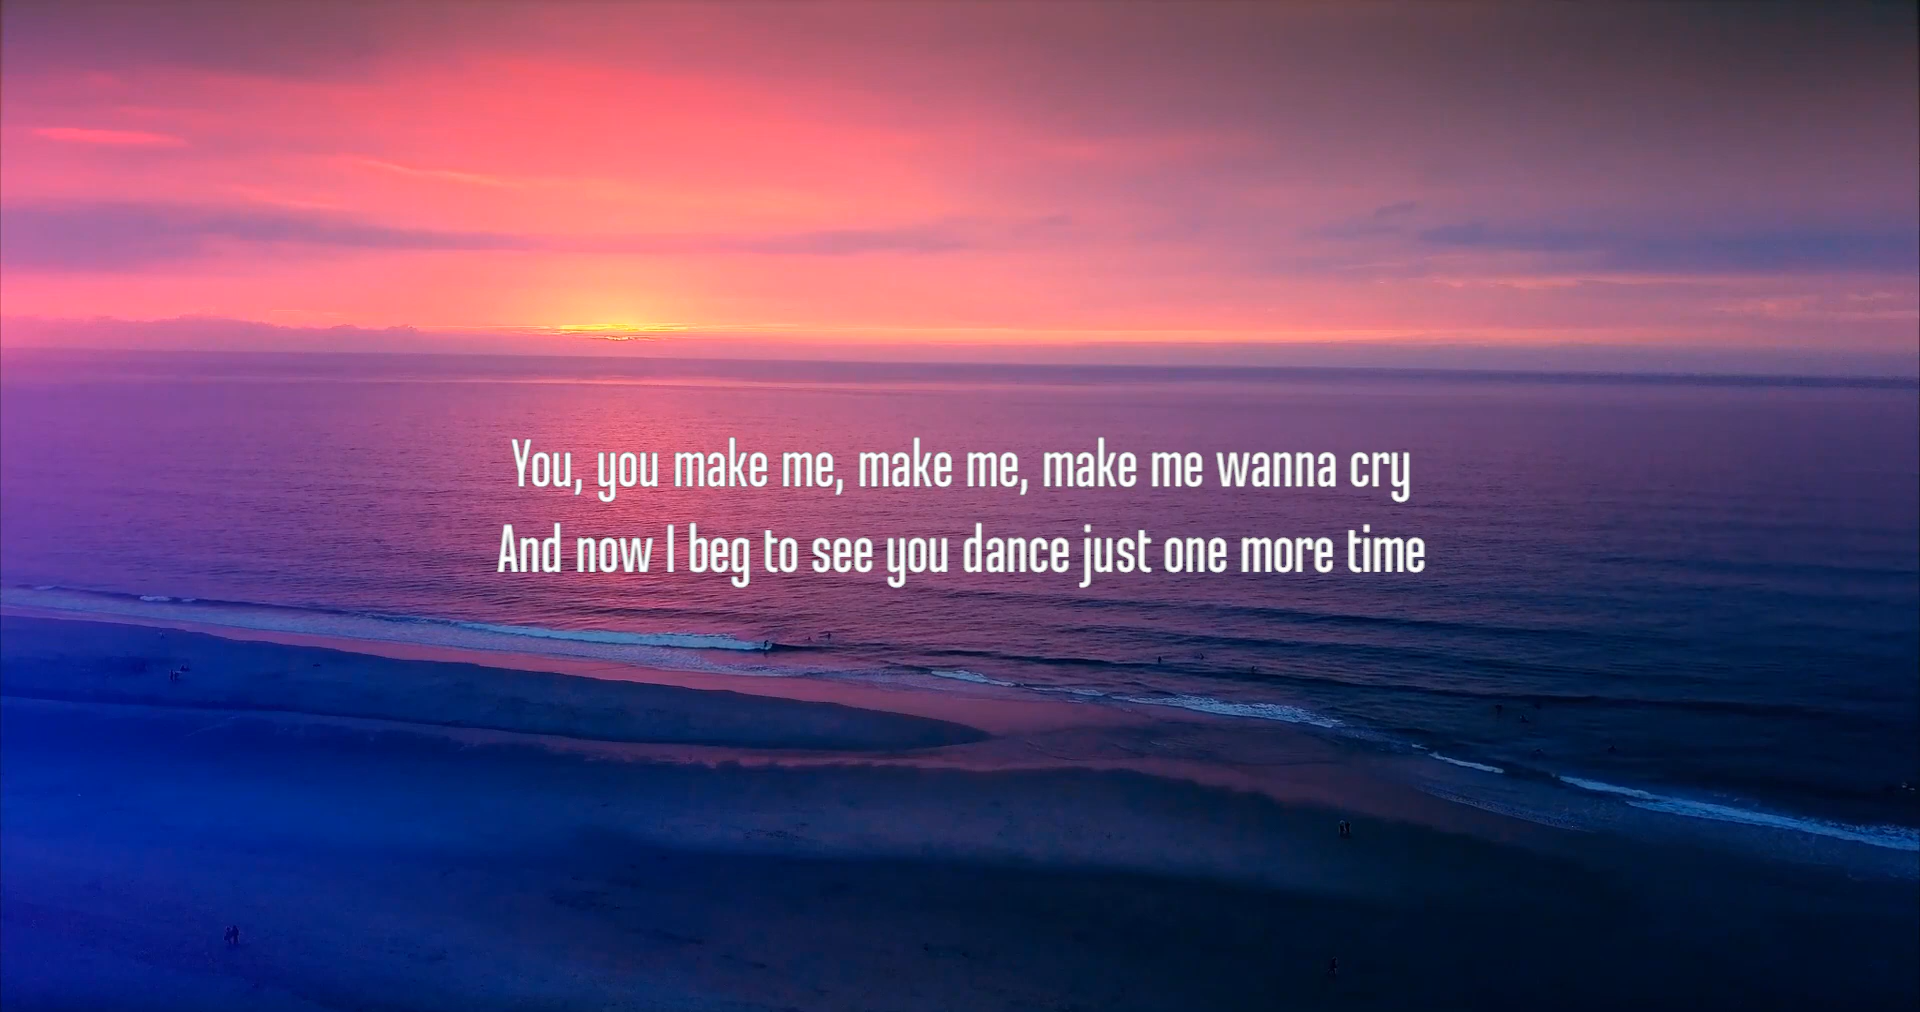 You, you make me, make me, make me wanna cry
And now I beg to see you dance just one more time